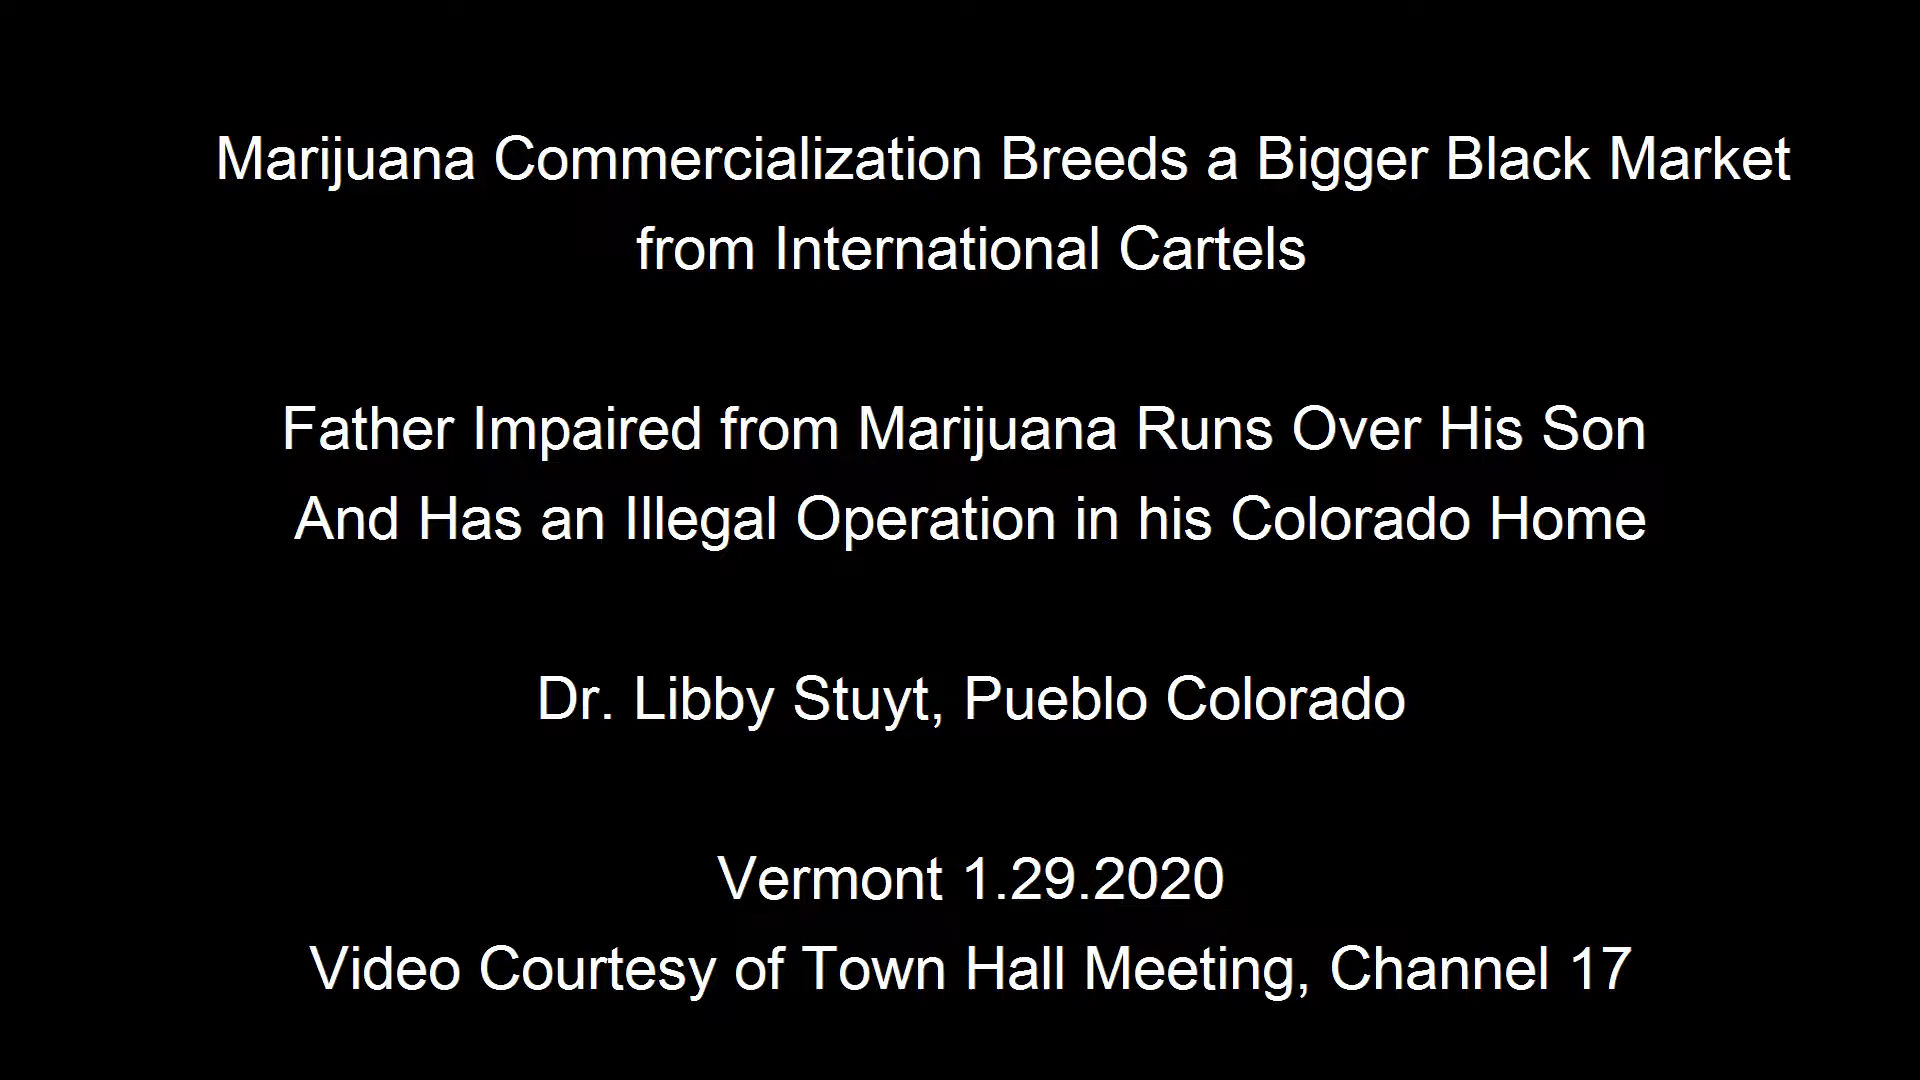 Marijuana Commercialization Breeds a Bigger Black Market
from International Cartels
Father Impaired from Marijuana Runs Over His Son
And Has an Illegal Operation in his Colorado Home
Dr. Libby Stuyt, Pueblo Colorado
Vermont 1.29.2020
Video Courtesy of Town Hall Meeting, Channel 17